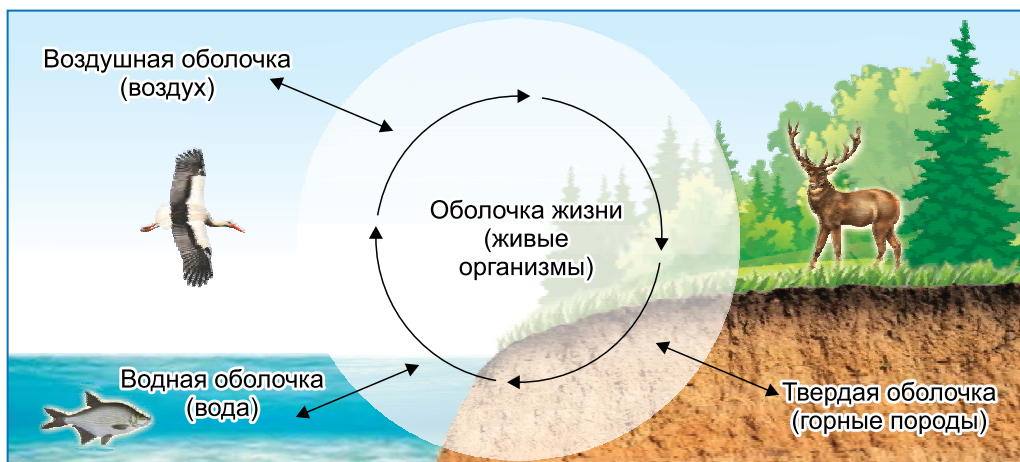 Воздушная оболочка
(воздух)
Оболочка жизни
(живые
организмы)
Водная оболочка
(вода)
Твердая оболочка
(горные породы)